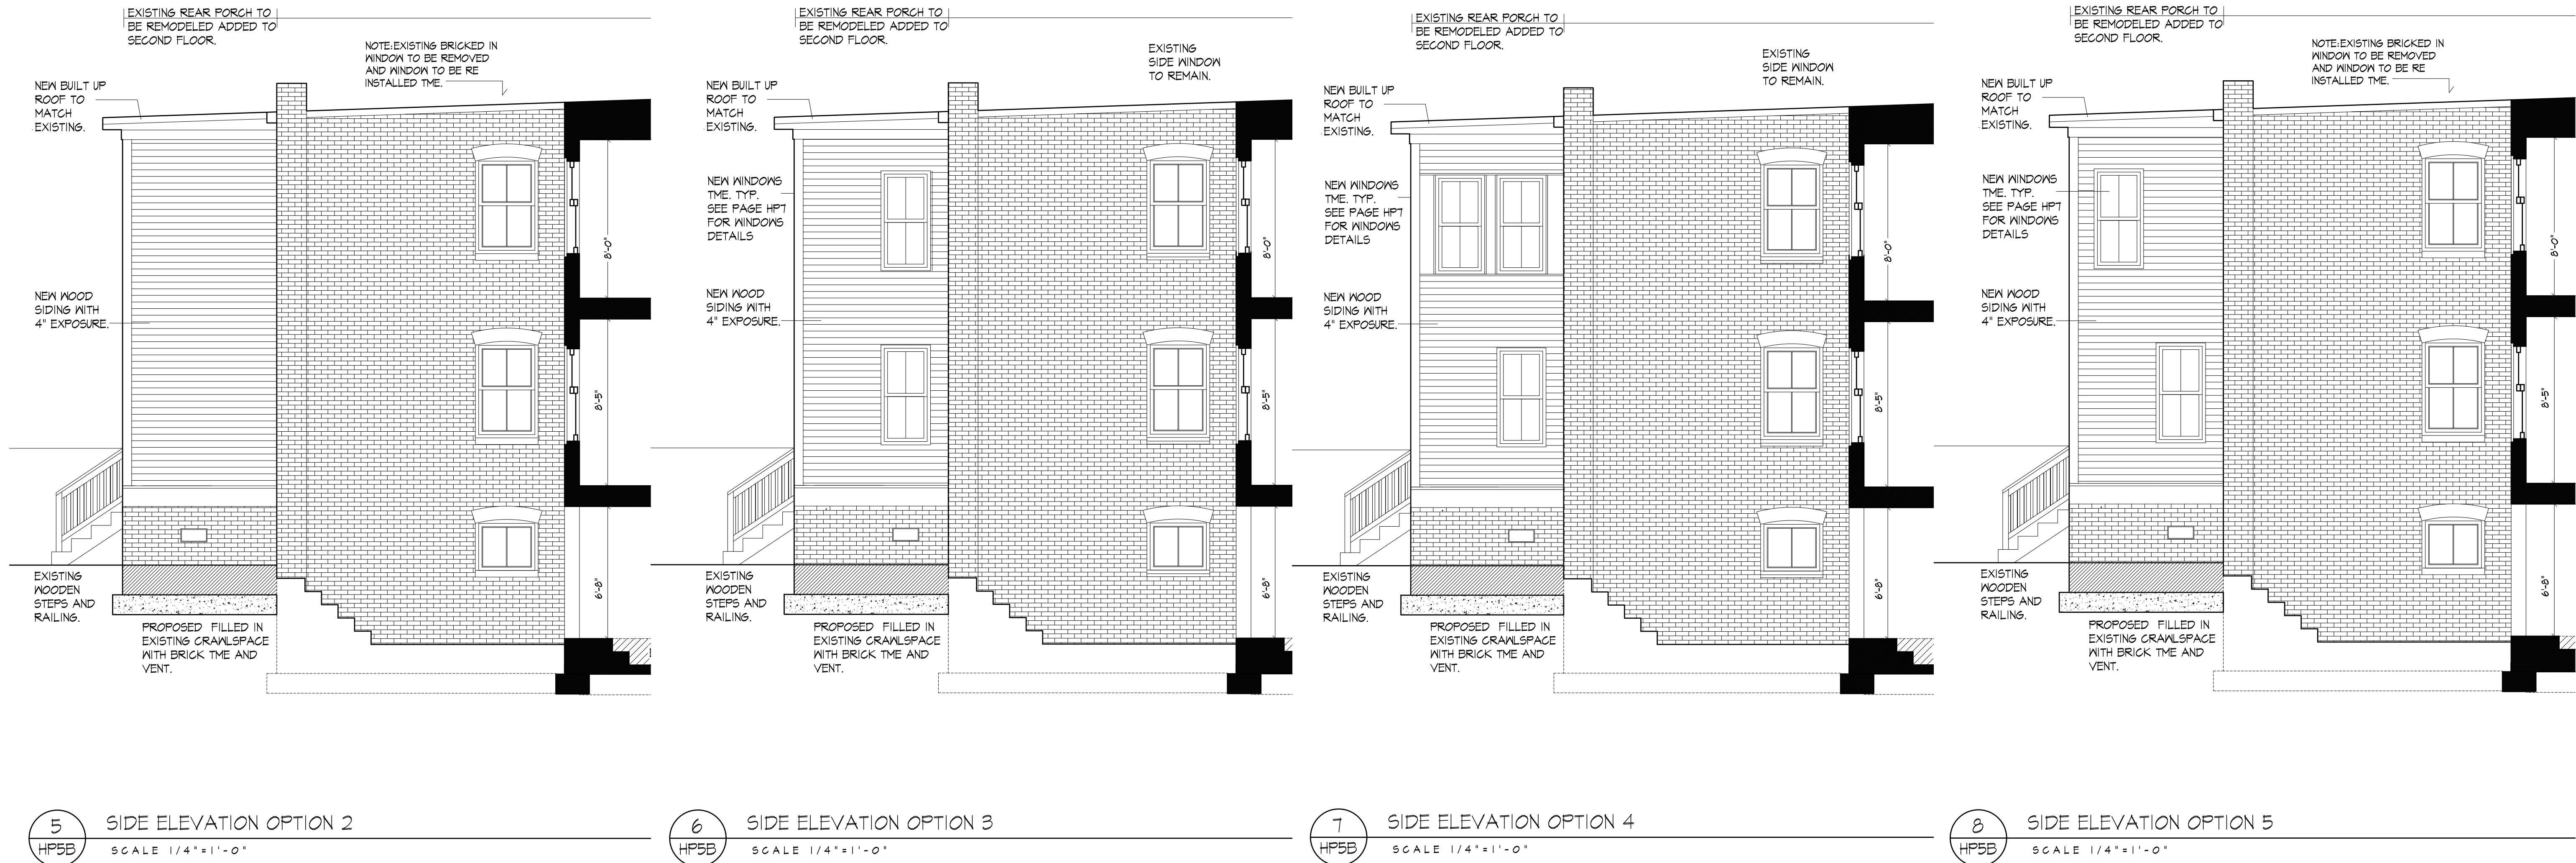 EXISTING REAR PORCH TO
BE REMODELED ADDED TO
SECOND FLOOR.
NOTE:EXISTING BRICKED IN
WINDOW TO BE REMOVED
AND WINDOW TO BE RE
INSTALLED TME.
NEW BUILT UP
ROOF TO
MATCH
EXISTING.
NEW WOOD
SIDING WITH
4" EXPOSURE.
8'-0"
8'-5"
6'-8"
EXISTING
WOODEN
STEPS AND
RAILING.
PROPOSED FILLED IN
EXISTING CRAWLSPACE
WITH BRICK TME AND
VENT.
5
HP5B
SIDE ELEVATION OPTION 2
SCALE 1/4"=1'-0"
EXISTING REAR PORCH TO
BE REMODELED ADDED TO
SECOND FLOOR.
EXISTING
SIDE WINDOW
TO REMAIN.
NEW BUILT UP
ROOF TO
MATCH
EXISTING.
NEW WINDOWS
TME. TYP.
SEE PAGE HP7
FOR WINDOWS
DETAILS
NEW WOOD
SIDING WITH
4" EXPOSURE.
8'-0"
8'-5"
6'-8"
EXISTING
WOODEN
STEPS AND
RAILING.
PROPOSED FILLED IN
EXISTING CRAWLSPACE
WITH BRICK TME AND
VENT.
6
HP5B
SIDE ELEVATION OPTION 3
SCALE 1/4"=1'-0"
EXISTING REAR PORCH TO
BE REMODELED ADDED TO
SECOND FLOOR.
EXISTING
SIDE WINDOW
TO REMAIN.
NEW BUILT UP
ROOF TO
MATCH
EXISTING.
NEW WINDOWS
TME. TYP.
SEE PAGE HP7
FOR WINDOWS
DETAILS
NEW WOOD
SIDING WITH
4" EXPOSURE.
8'-0"
8'-5"
6'-8"
EXISTING
WOODEN
STEPS AND
RAILING.
PROPOSED FILLED IN
EXISTING CRAWLSPACE
WITH BRICK TME AND
VENT.
7
HP5B
SIDE ELEVATION OPTION 4
SCALE 1/4"=1'-0"
EXISTING REAR PORCH TO
BE REMODELED ADDED TO
SECOND FLOOR.
NOTE:EXISTING BRICKED IN
WINDOW TO BE REMOVED
AND WINDOW TO BE RE
INSTALLED TME.
NEW BUILT UP
ROOF TO
MATCH
EXISTING.
NEW WINDOWS
TME. TYP.
SEE PAGE HP7
FOR WINDOWS
DETAILS
NEW WOOD
SIDING WITH
4" EXPOSURE.
8'-0"
8'-5"
6'-8"
EXISTING
WOODEN
STEPS AND
RAILING.
PROPOSED FILLED IN
EXISTING CRAWLSPACE
WITH BRICK TME AND
VENT.
8
HP5B
SIDE ELEVATION OPTION 5
SCALE 1/4"=1'-0"